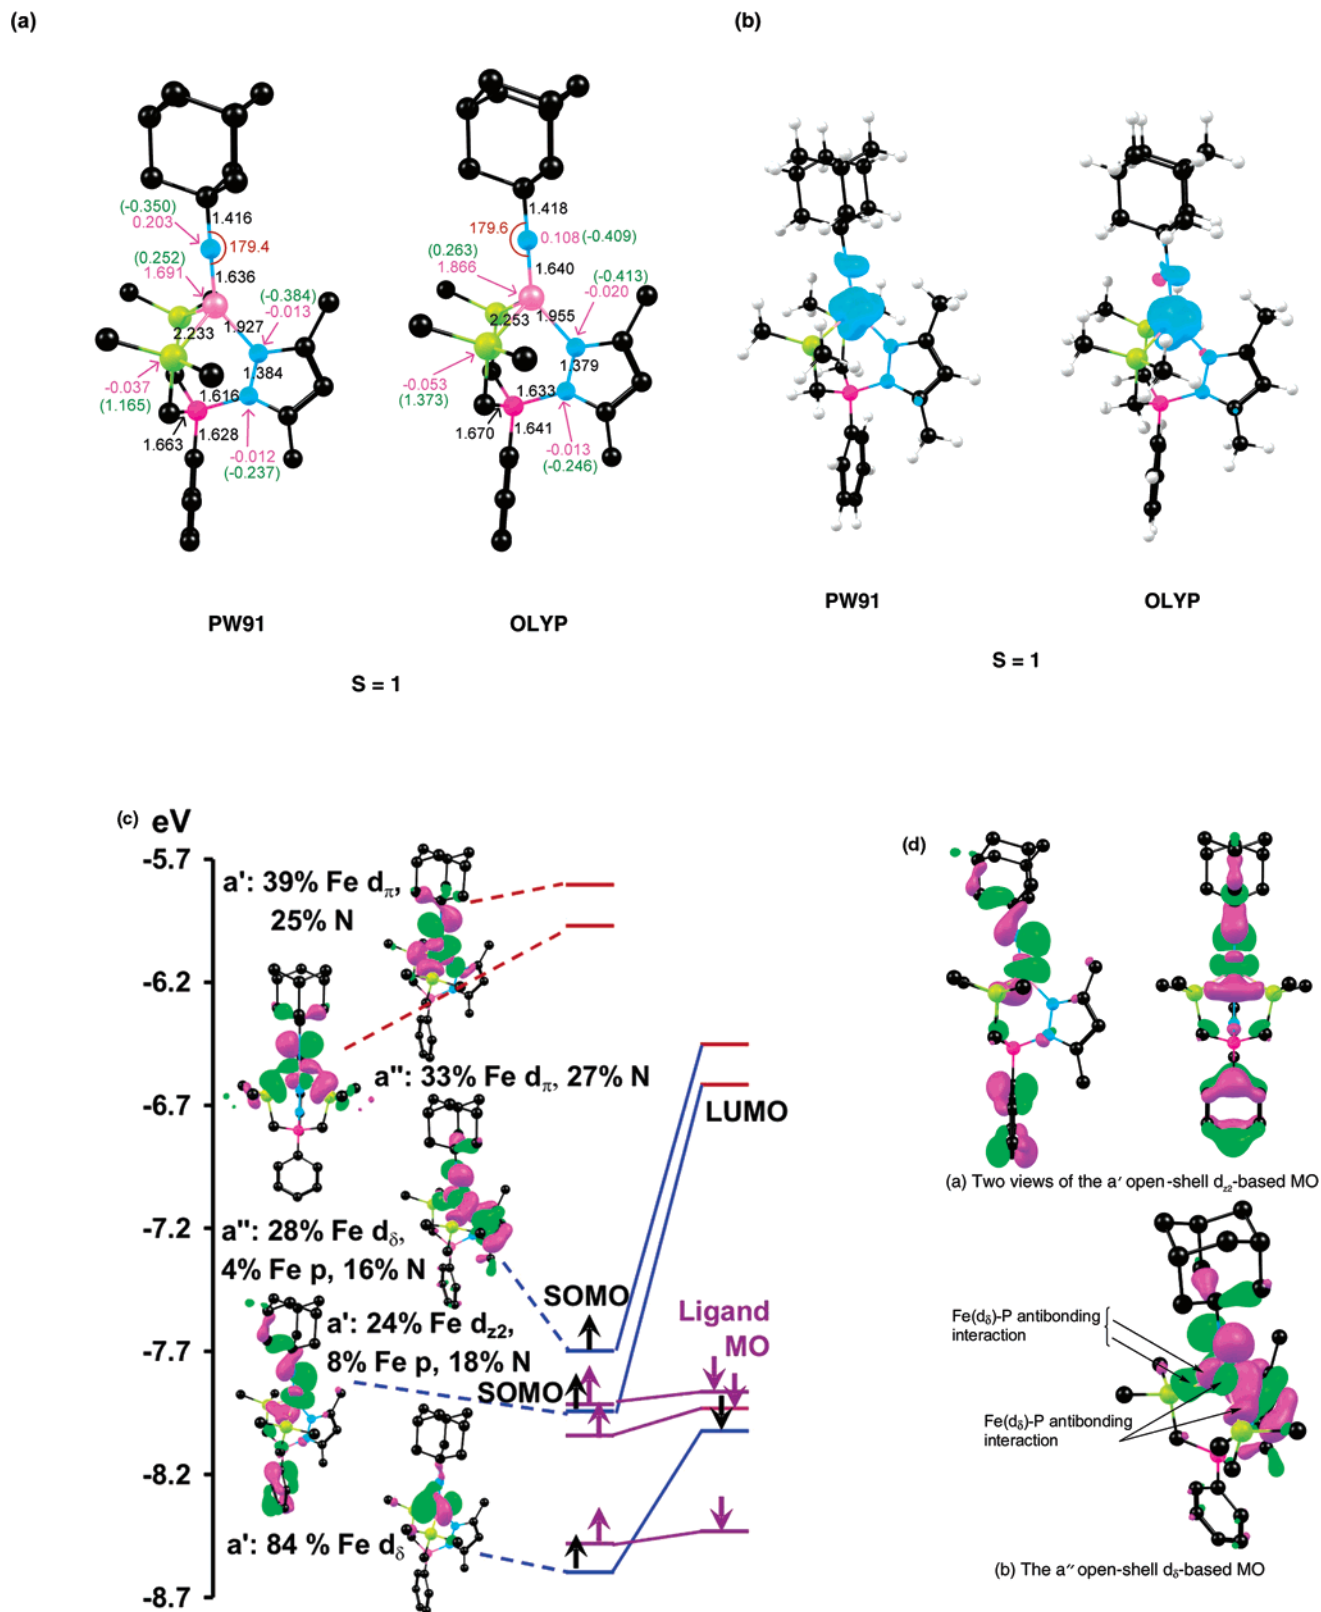 (a)
(b)
(-0.350)
0.203
1.416
179.4
(0.252)
1.691
1.636
(-0.384)
-0.013
2.233
1.927
1.384
-0.037
(1.165)
1.616
1.663
1.628
-0.012
(-0.237)
1.418
179.6
0.108 (-0.409)
(0.263)
1.866
1.640
(-0.413)
-0.020
2.253
1.955
1.379
-0.053
(1.373)
1.633
1.670
1.641
-0.013
(-0.246)
PW91
OLYP
S = 1
PW91
OLYP
S = 1
(c) eV
-5.7
-6.2
-6.7
-7.2
-7.7
-8.2
-8.7
a': 39% Fe dπ,
25% N
a'': 33% Fe dπ, 27% N
LUMO
a'': 28% Fe dδ,
4% Fe p, 16% N
SOMO
a': 24% Fe dz2,
8% Fe p, 18% N
SOMO
Ligand
MO
a': 84 % Fe dδ
(d)
(a) Two views of the a′ open-shell dz2-based MO
Fe(dδ)-P antibonding
interaction
Fe(dδ)-P antibonding
interaction
(b) The a″ open-shell dδ-based MO